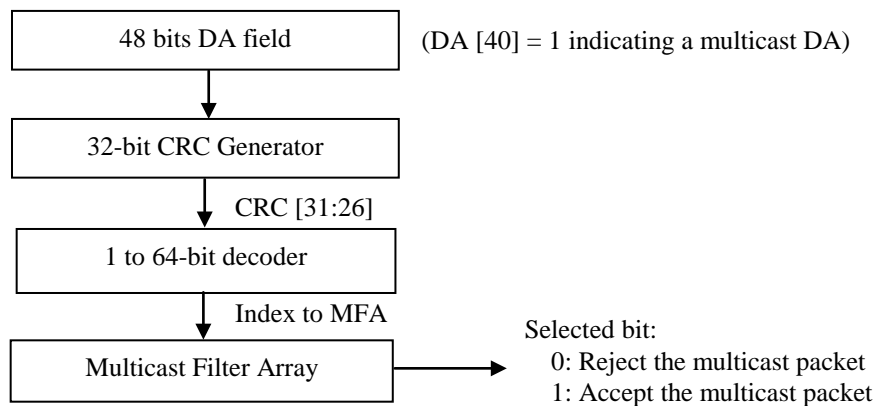 48 bits DA field
(DA [40] = 1 indicating a multicast DA)
32-bit CRC Generator
CRC [31:26]
1 to 64-bit decoder
Index to MFA
Multicast Filter Array
Selected bit:
0: Reject the multicast packet
1: Accept the multicast packet